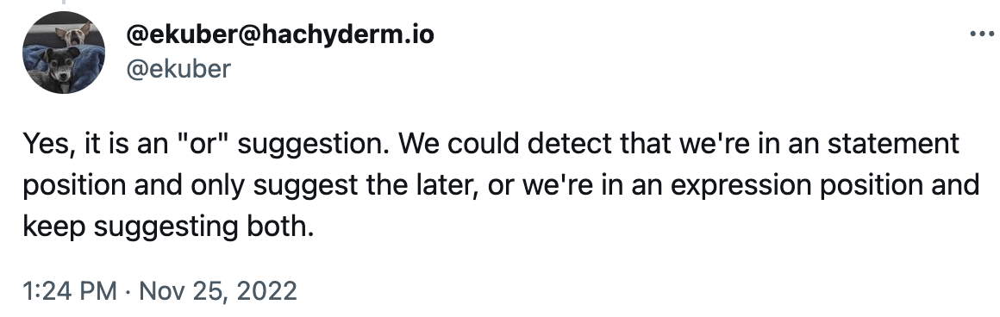 @ekuber@hachyderm.io
@ekuber
Yes, it is an "or" suggestion. We could detect that we're in an statement
position and only suggest the later, or we're in an expression position and
keep suggesting both.
1:24 PM · Nov 25, 2022